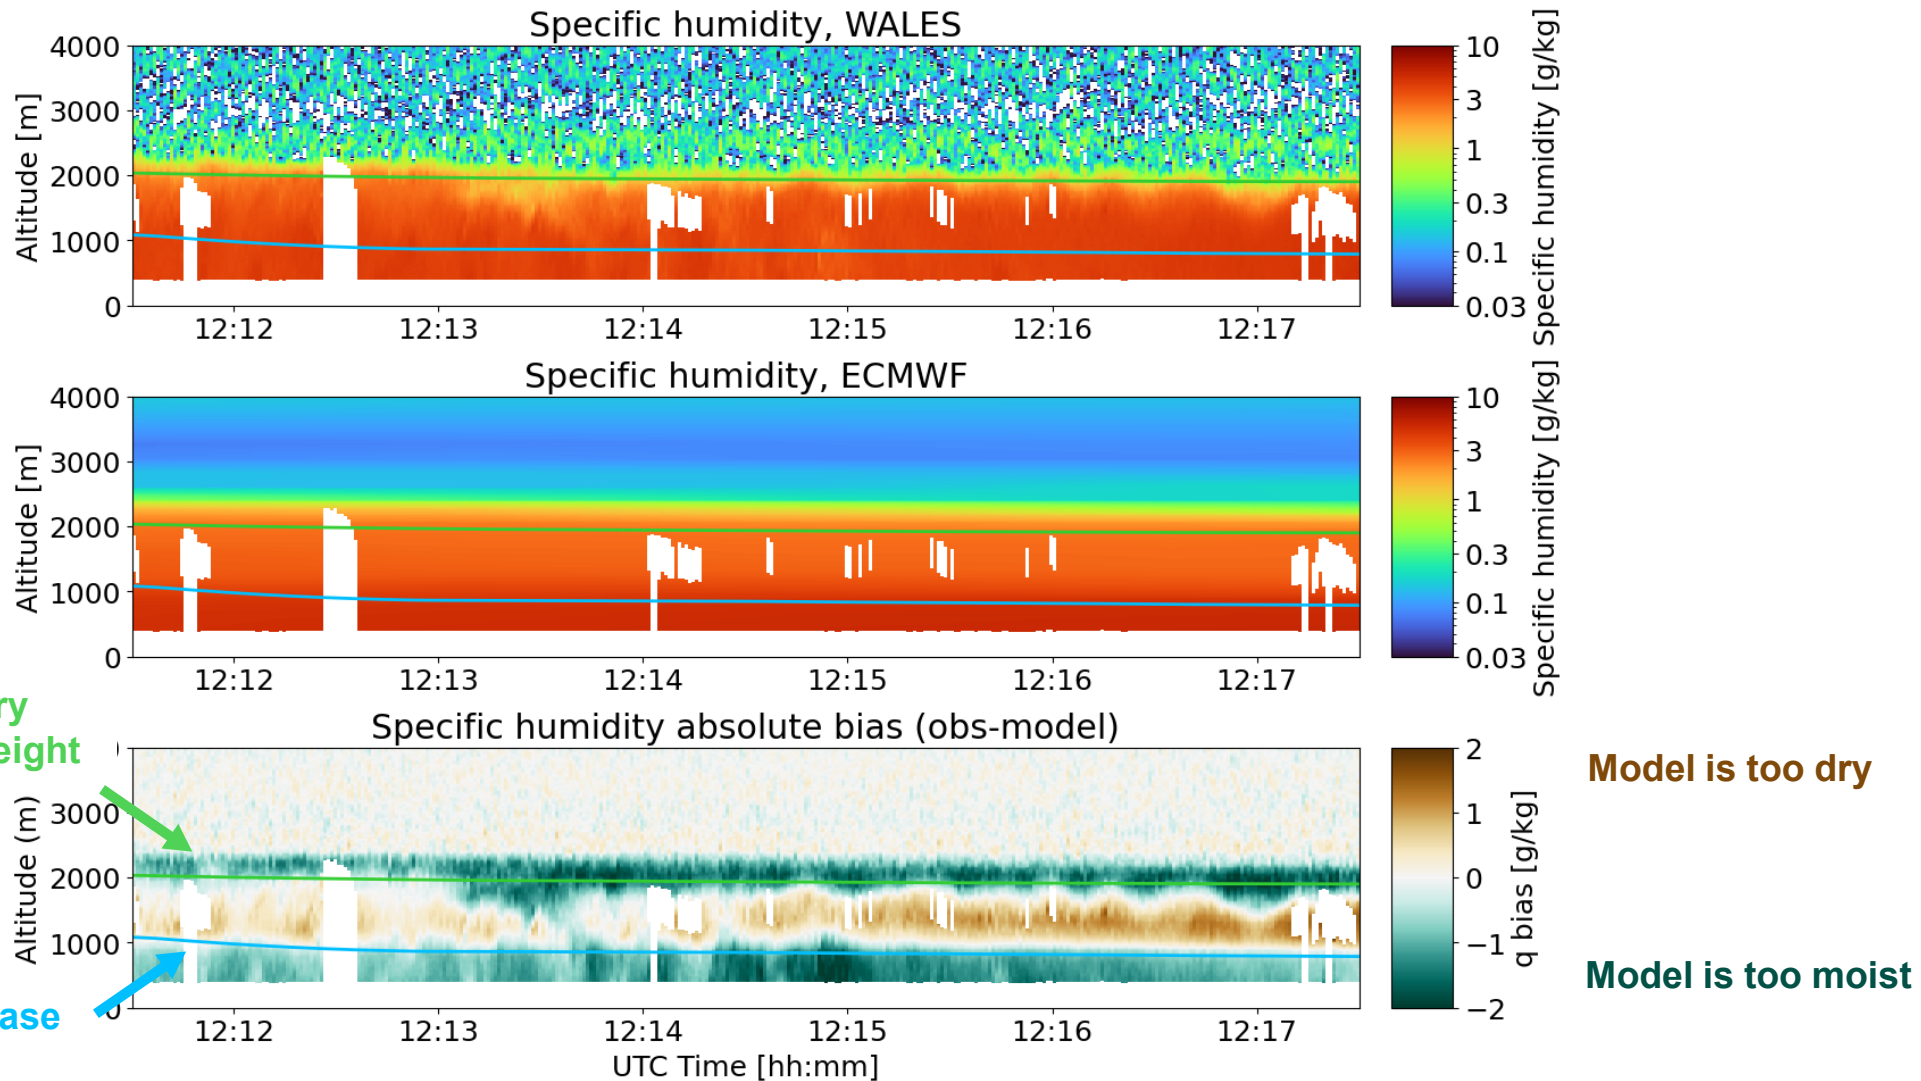 Specific humidity, WALES
4000
3000
2000
1000
0
Altitude [m]
12:12 12:13 12:14 12:15 12:16 12:17
10
3
1
0.3
0.1
0.03
Specific humidity [g/kg]
Specific humidity, ECMWF
4000
3000
2000
1000
0
Altitude [m]
12:12 12:13 12:14 12:15 12:16 12:17
10
3
1
0.3
0.1
0.03
Specific humidity [g/kg]
ry
eight
Specific humidity absolute bias (obs-model)
3000
2000
1000
0
Altitude (m)
ase
12:12 12:13 12:14 12:15 12:16 12:17
UTC Time [hh:mm]
2
1
0
−1
−2
q bias [g/kg]
Model is too dry
Model is too moist